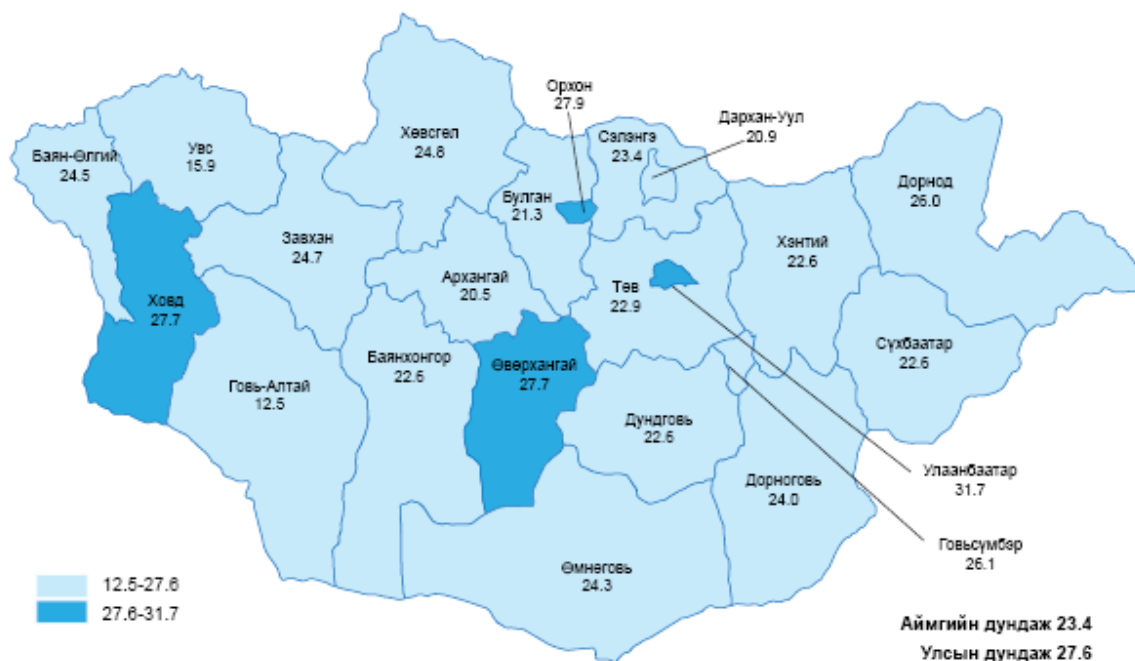 Орхон
27.9
Дархан-Уул
20.9
Хөвсгөл
24.8
Сэлэнгэ
23.4
Увс
15.9
Баян-Өлгий
24.5
Дорнод
26.0
Булган
21.3
Завхан
24.7
Хэнтий
22.6
Архангай
20.5
Төв
22.9
Ховд
27.7
Сүхбаатар
22.6
Баянхонгор
22.6
Өвөрхангай
27.7
Говь-Алтай
12.5
Дундговь
22.6
Улаанбаатар
31.7
Дорноговь
24.0
Говьсүмбэр
26.1
Өмнөговь
24.3
12.5-27.6
27.6-31.7
Аймгийн дундаж 23.4
Улсын дундаж 27.6